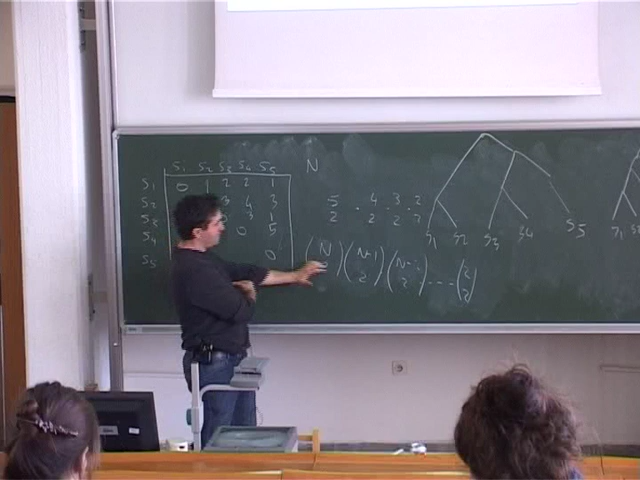 S1 S2 S3 S4 S5
S1 0 1 2 2 1
S2 3 4 3
S3 3 1
S4 0 5
S5 0
N
5 . 4 . 3 . 2
2 2 2 2
(N 2) (N-1 2) (N-2 2) .... (2 2)
S1 S2 S3 S4 S5
S1